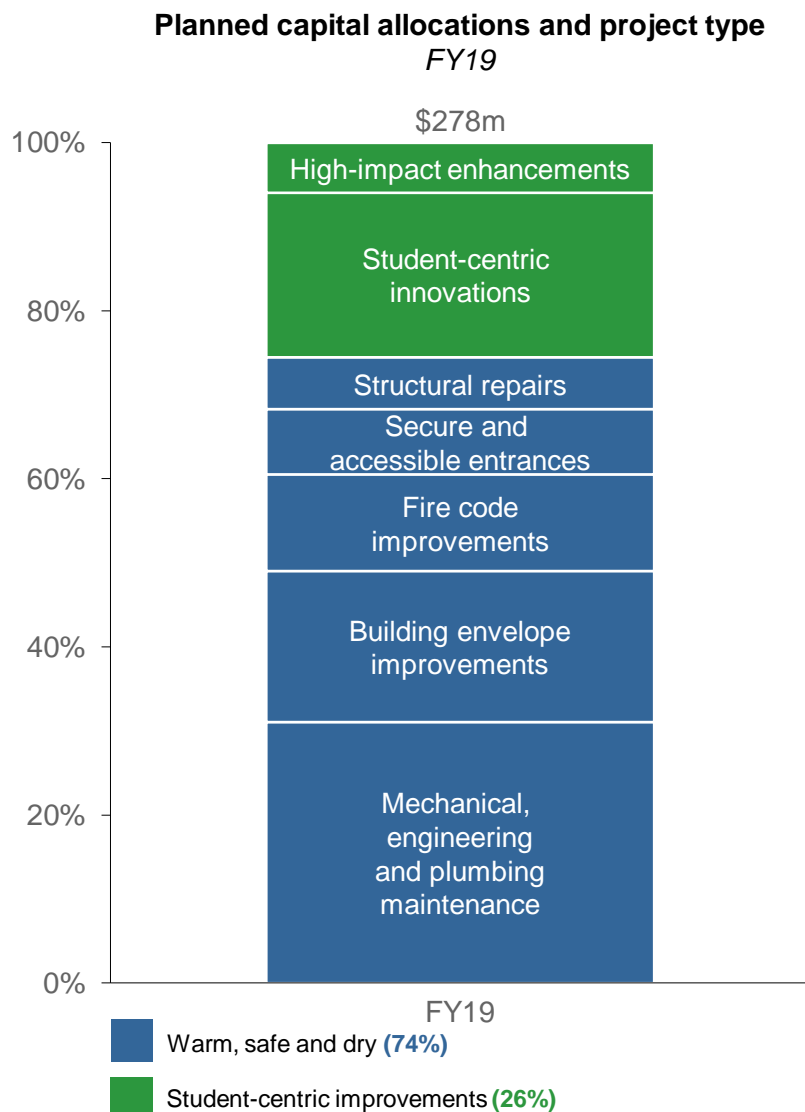 Planned capital allocations and project type
FY19
$278m
100%
High-impact enhancements
Student-centric
innovations
80%
Structural repairs
Secure and
accessible entrances
60%
Fire code
improvements
Building envelope
improvements
40%
20%
Mechanical,
engineering
and plumbing
maintenance
0%
FY19
Warm, safe and dry (74%)
Student-centric improvements (26%)